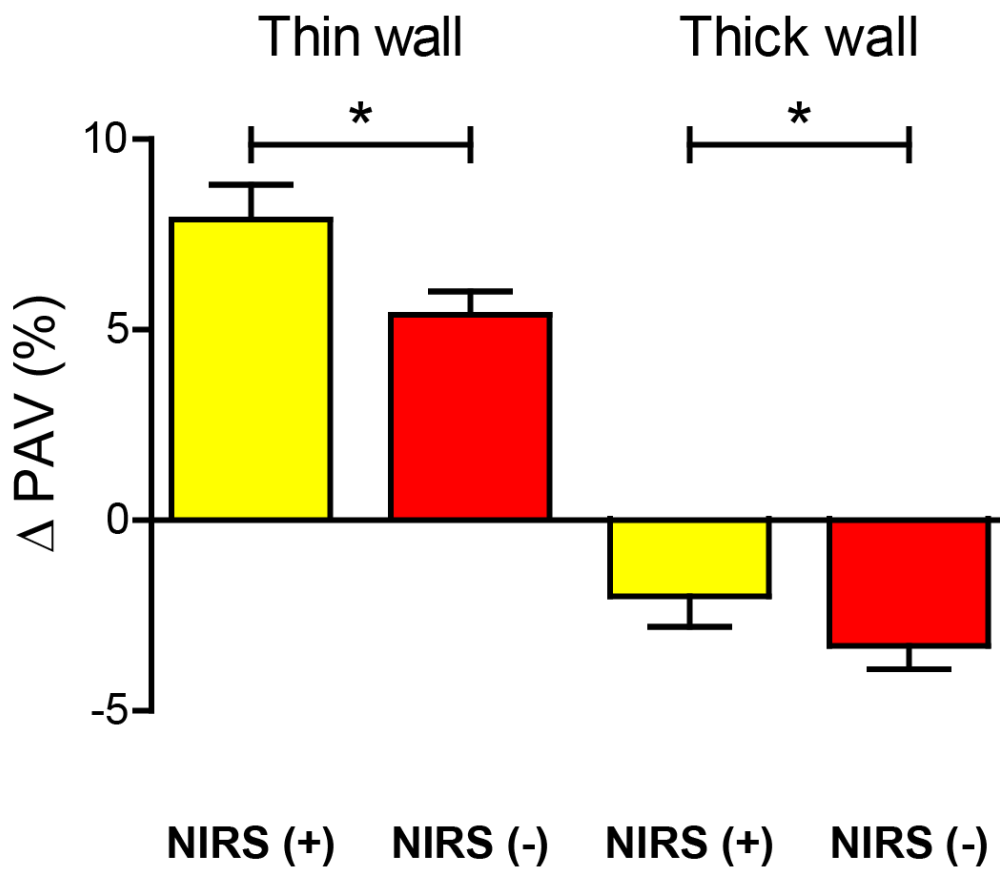 Thin wall Thick wall
* *
10
5
0
-5
Δ PAV (%)
NIRS (+) NIRS (-) NIRS (+) NIRS (-)